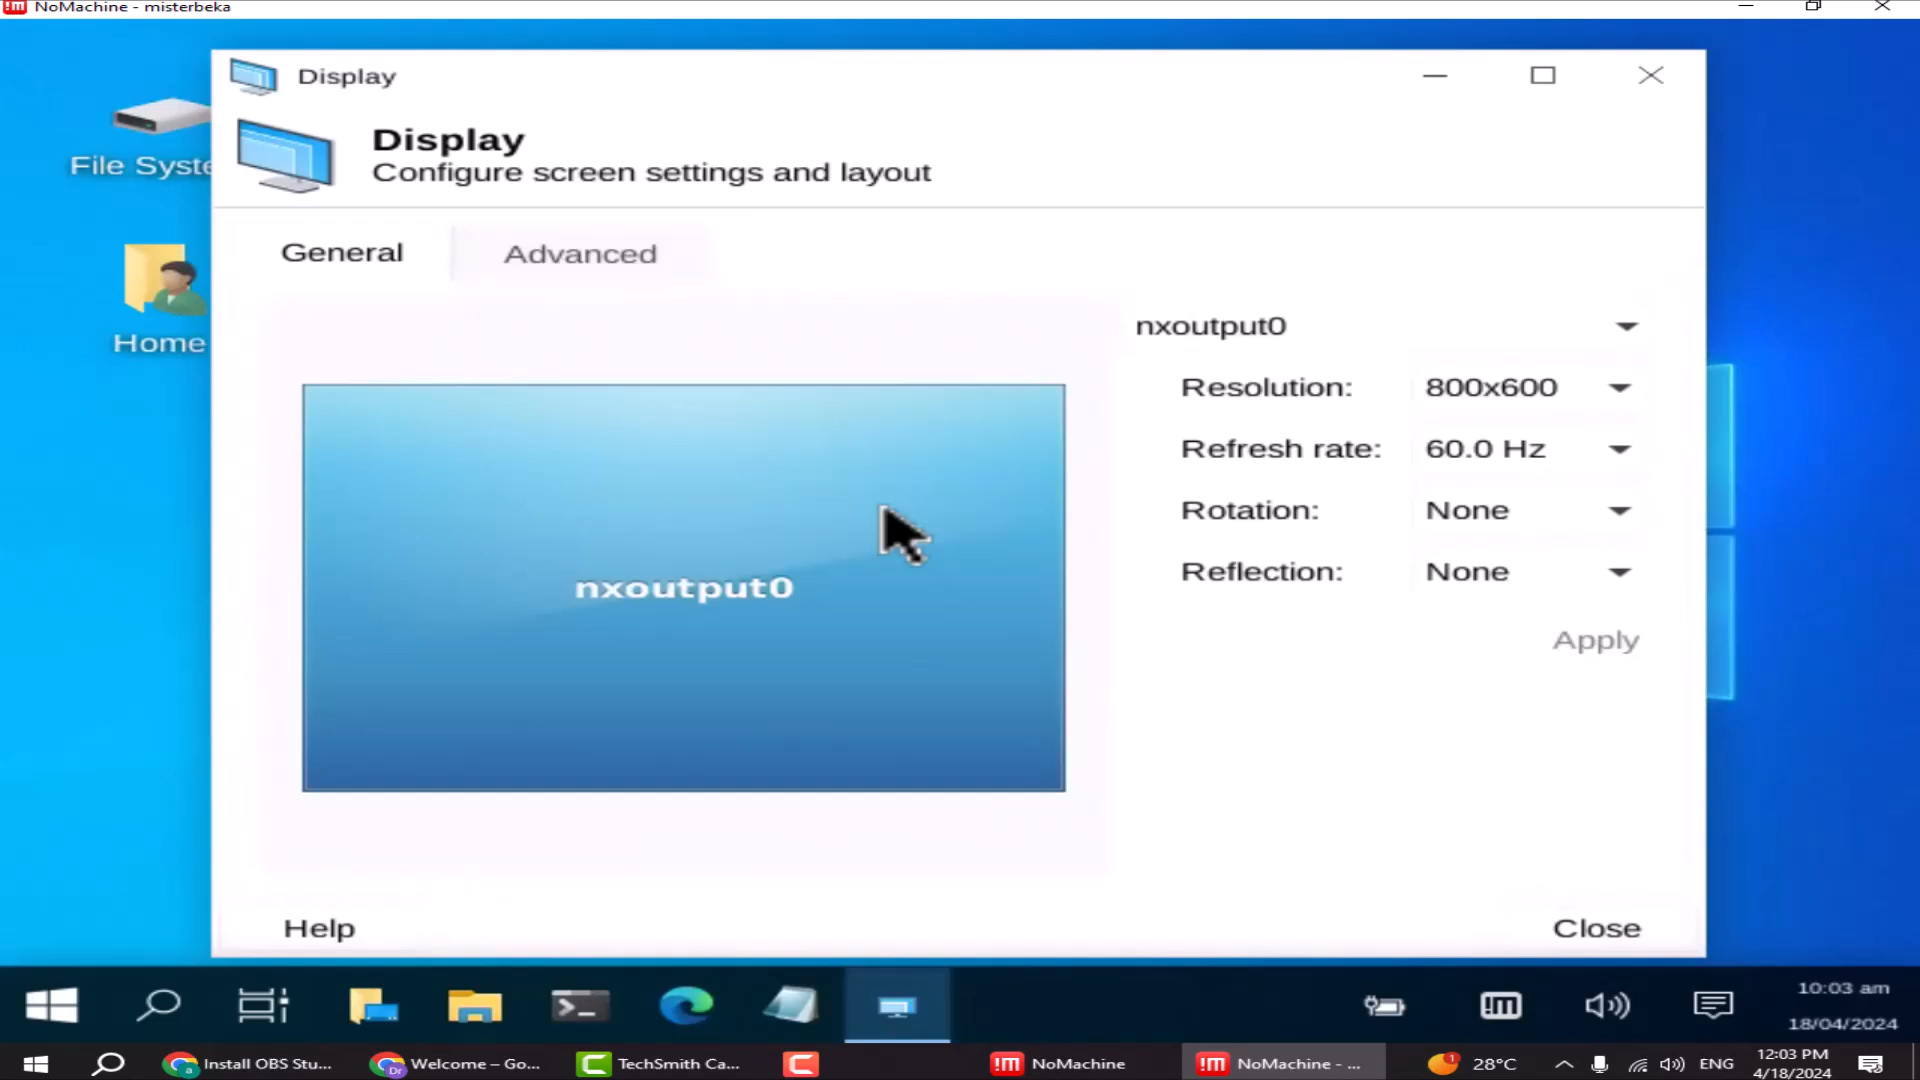 NoMachine - misterbeka
Display
Display
Configure screen settings and layout
File Syste
Home
General
Advanced
nxoutput0
nxoutput0
Resolution: 800x600
Refresh rate: 60.0 Hz
Rotation: None
Reflection: None
Apply
Help
Close
!M
10:03 am
18/04/2024
Install OBS Stu...
Welcome – Go...
TechSmith Ca...
NoMachine
NoMachine - ...
1
28°C
ENG
12:03 PM
4/18/2024